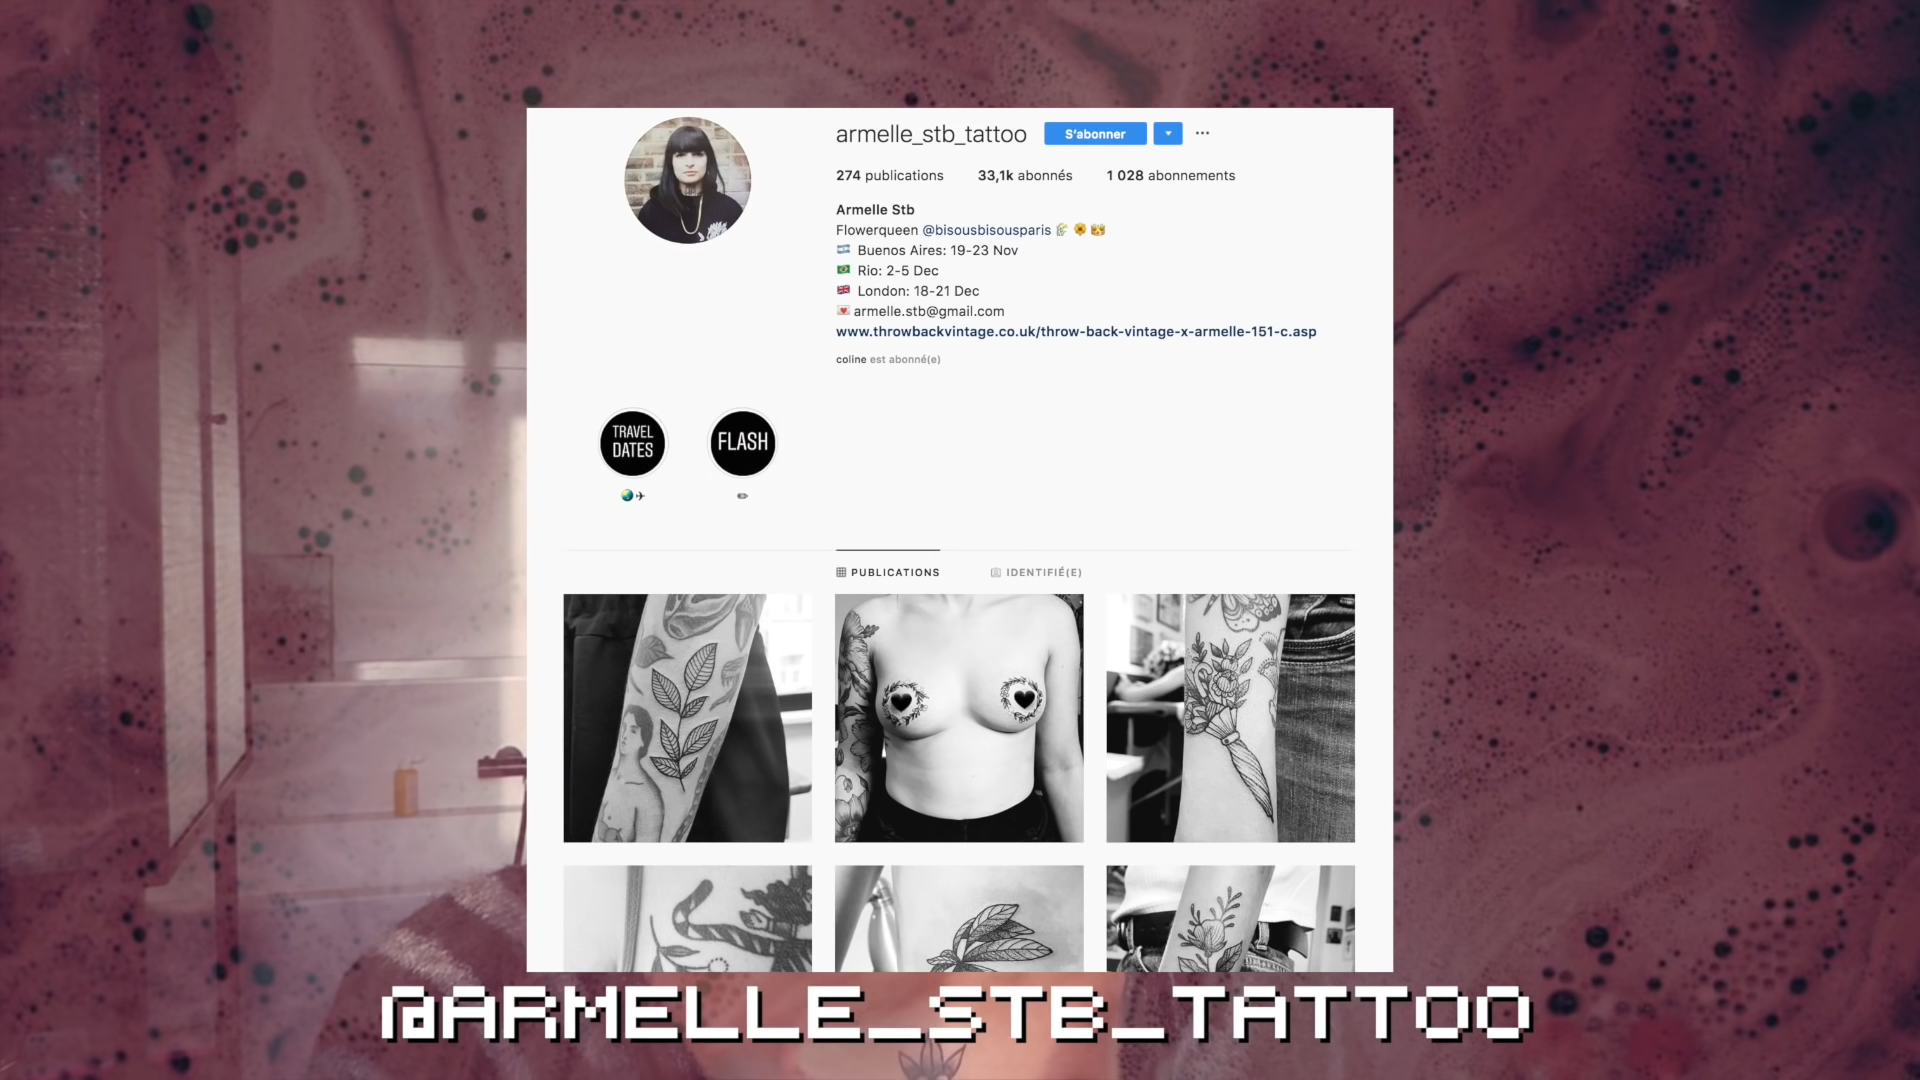 armelle_stb_tattoo S'abonner
274 publications 33,1k abonnés 1 028 abonnements
Armelle Stb
Flowerqueen @bisousbisousparis
Buenos Aires: 19-23 Nov
Rio: 2-5 Dec
London: 18-21 Dec
armelle.stb@gmail.com
www.throwbackvintage.co.uk/throw-back-vintage-x-armelle-151-c.asp
coline est abonné(e)
TRAVEL
DATES
FLASH
PUBLICATIONS IDENTIFIÉ(E)
@ARMELLE_STB_TATTOO